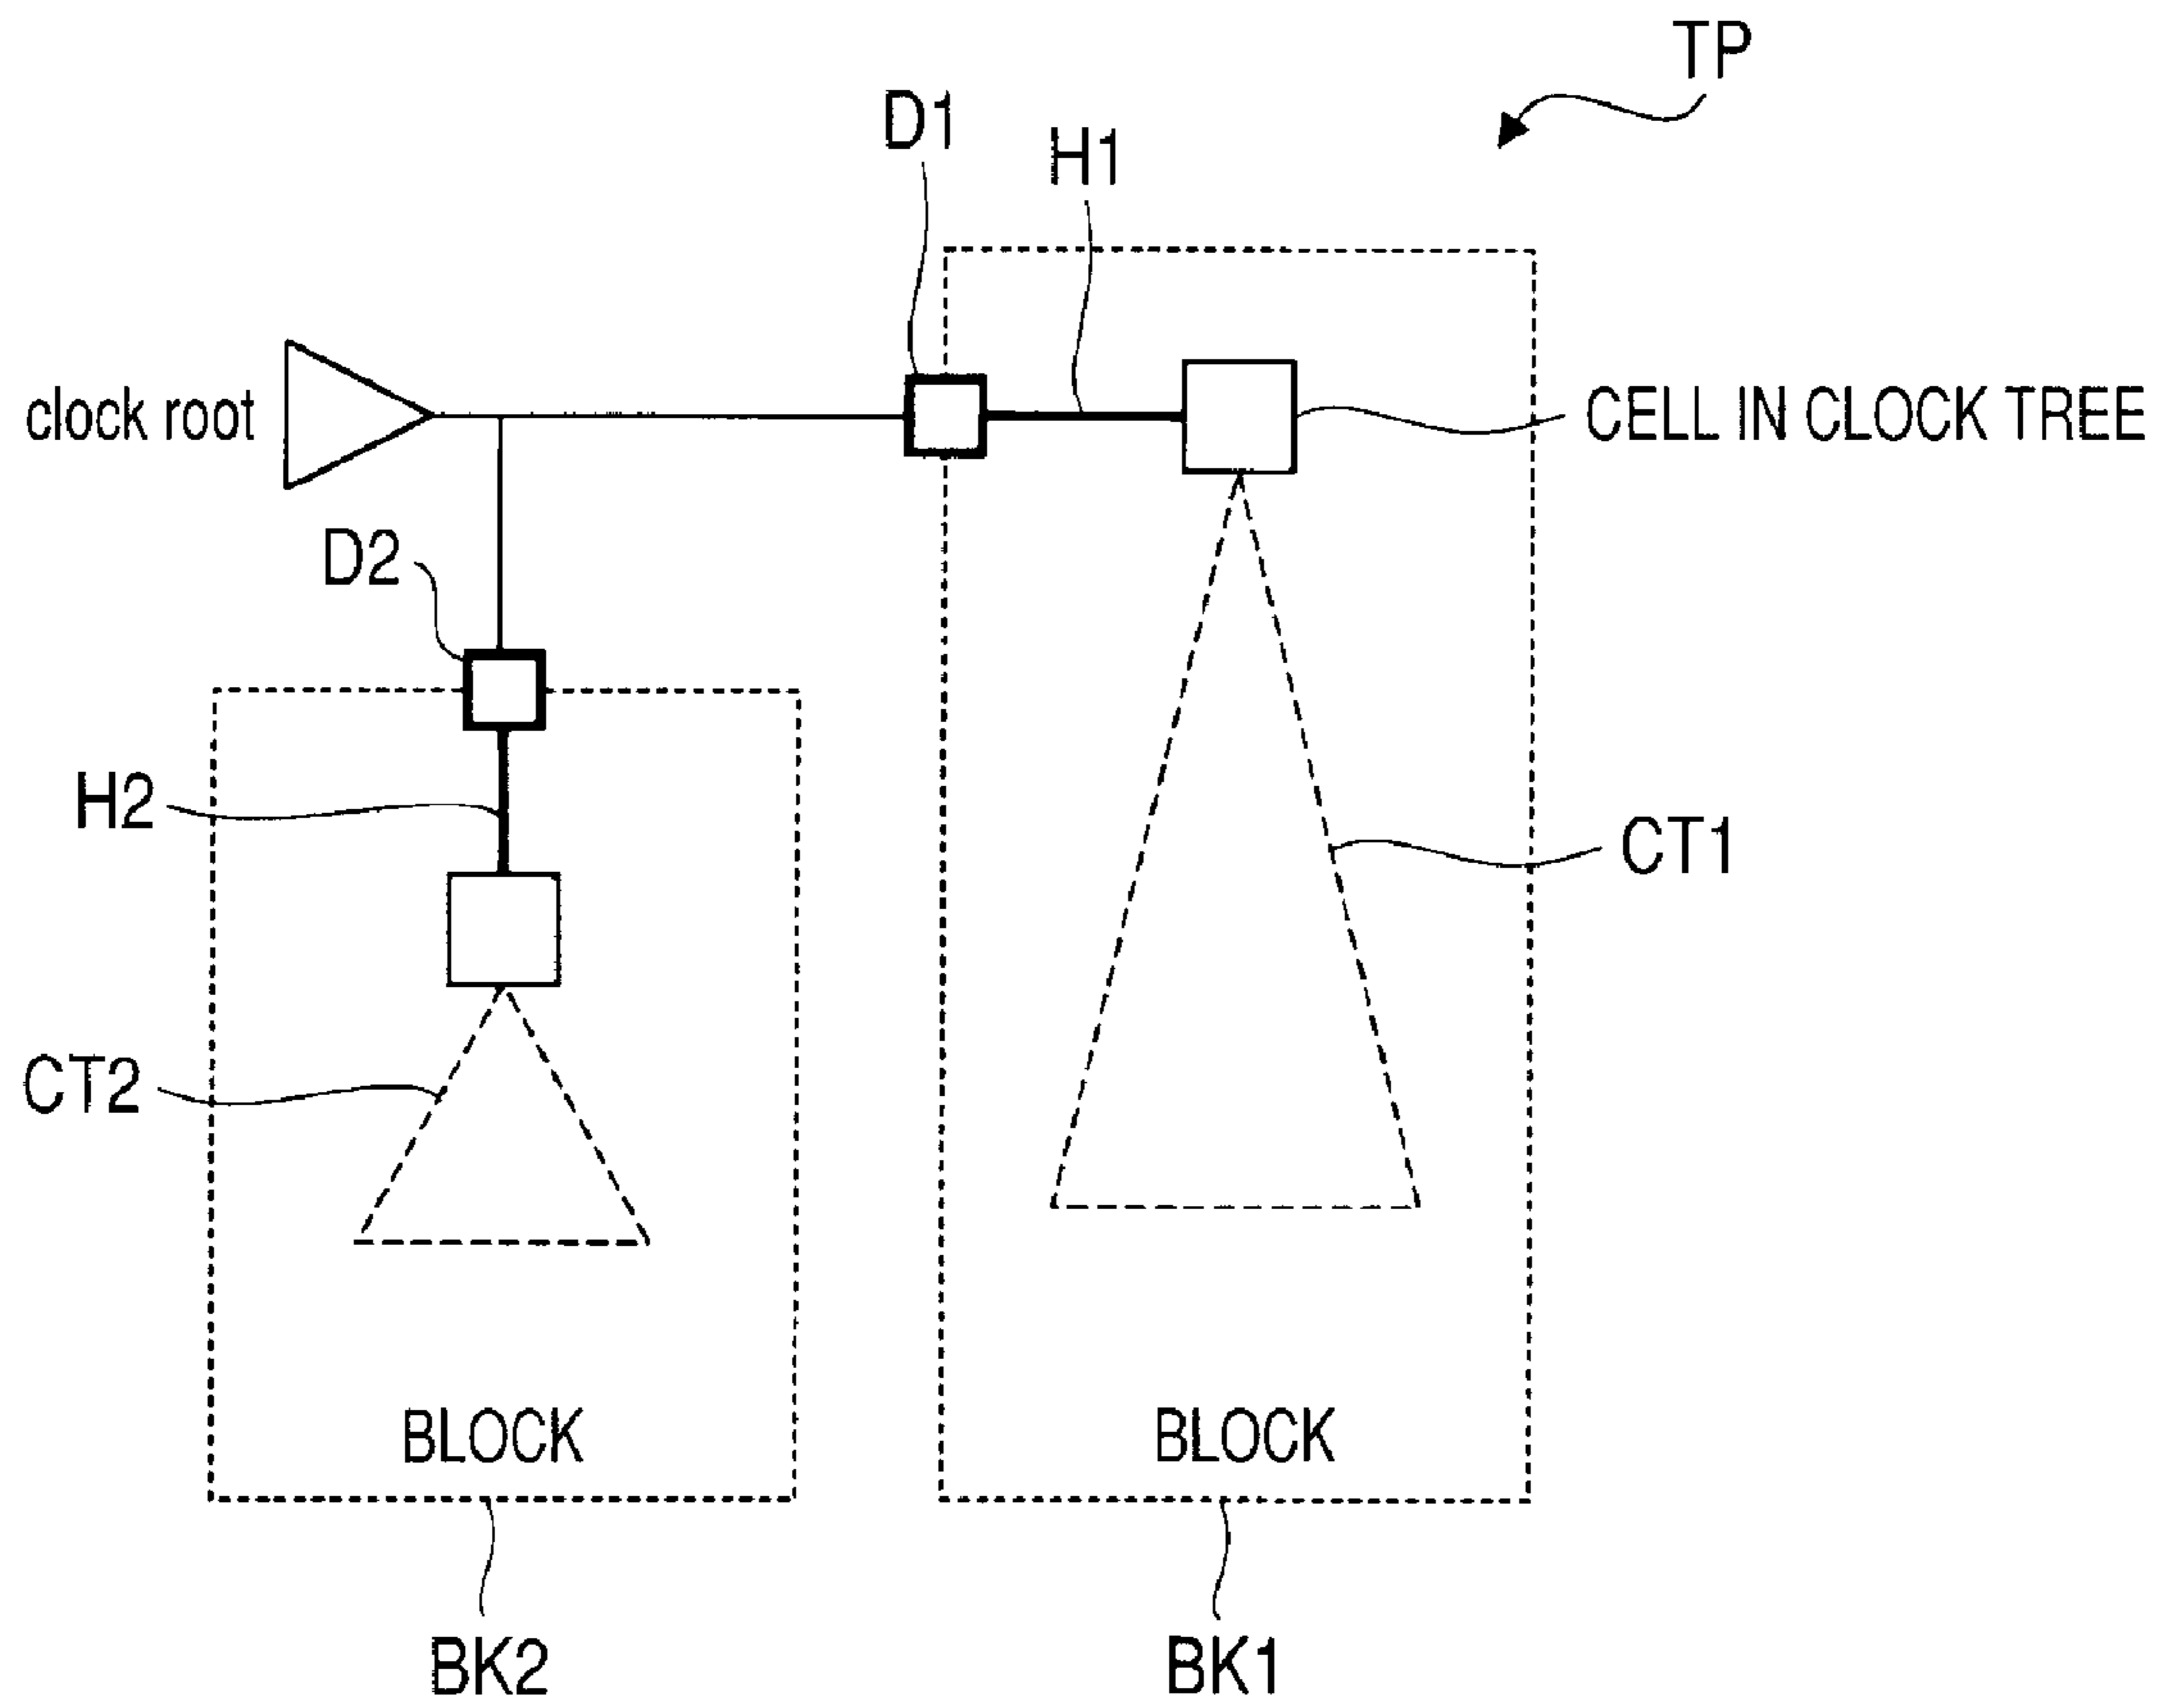 TP
D1
H1
clock root
CELL IN CLOCK TREE
D2
H2
CT1
CT2
BLOCK
BLOCK
BK2
BK1